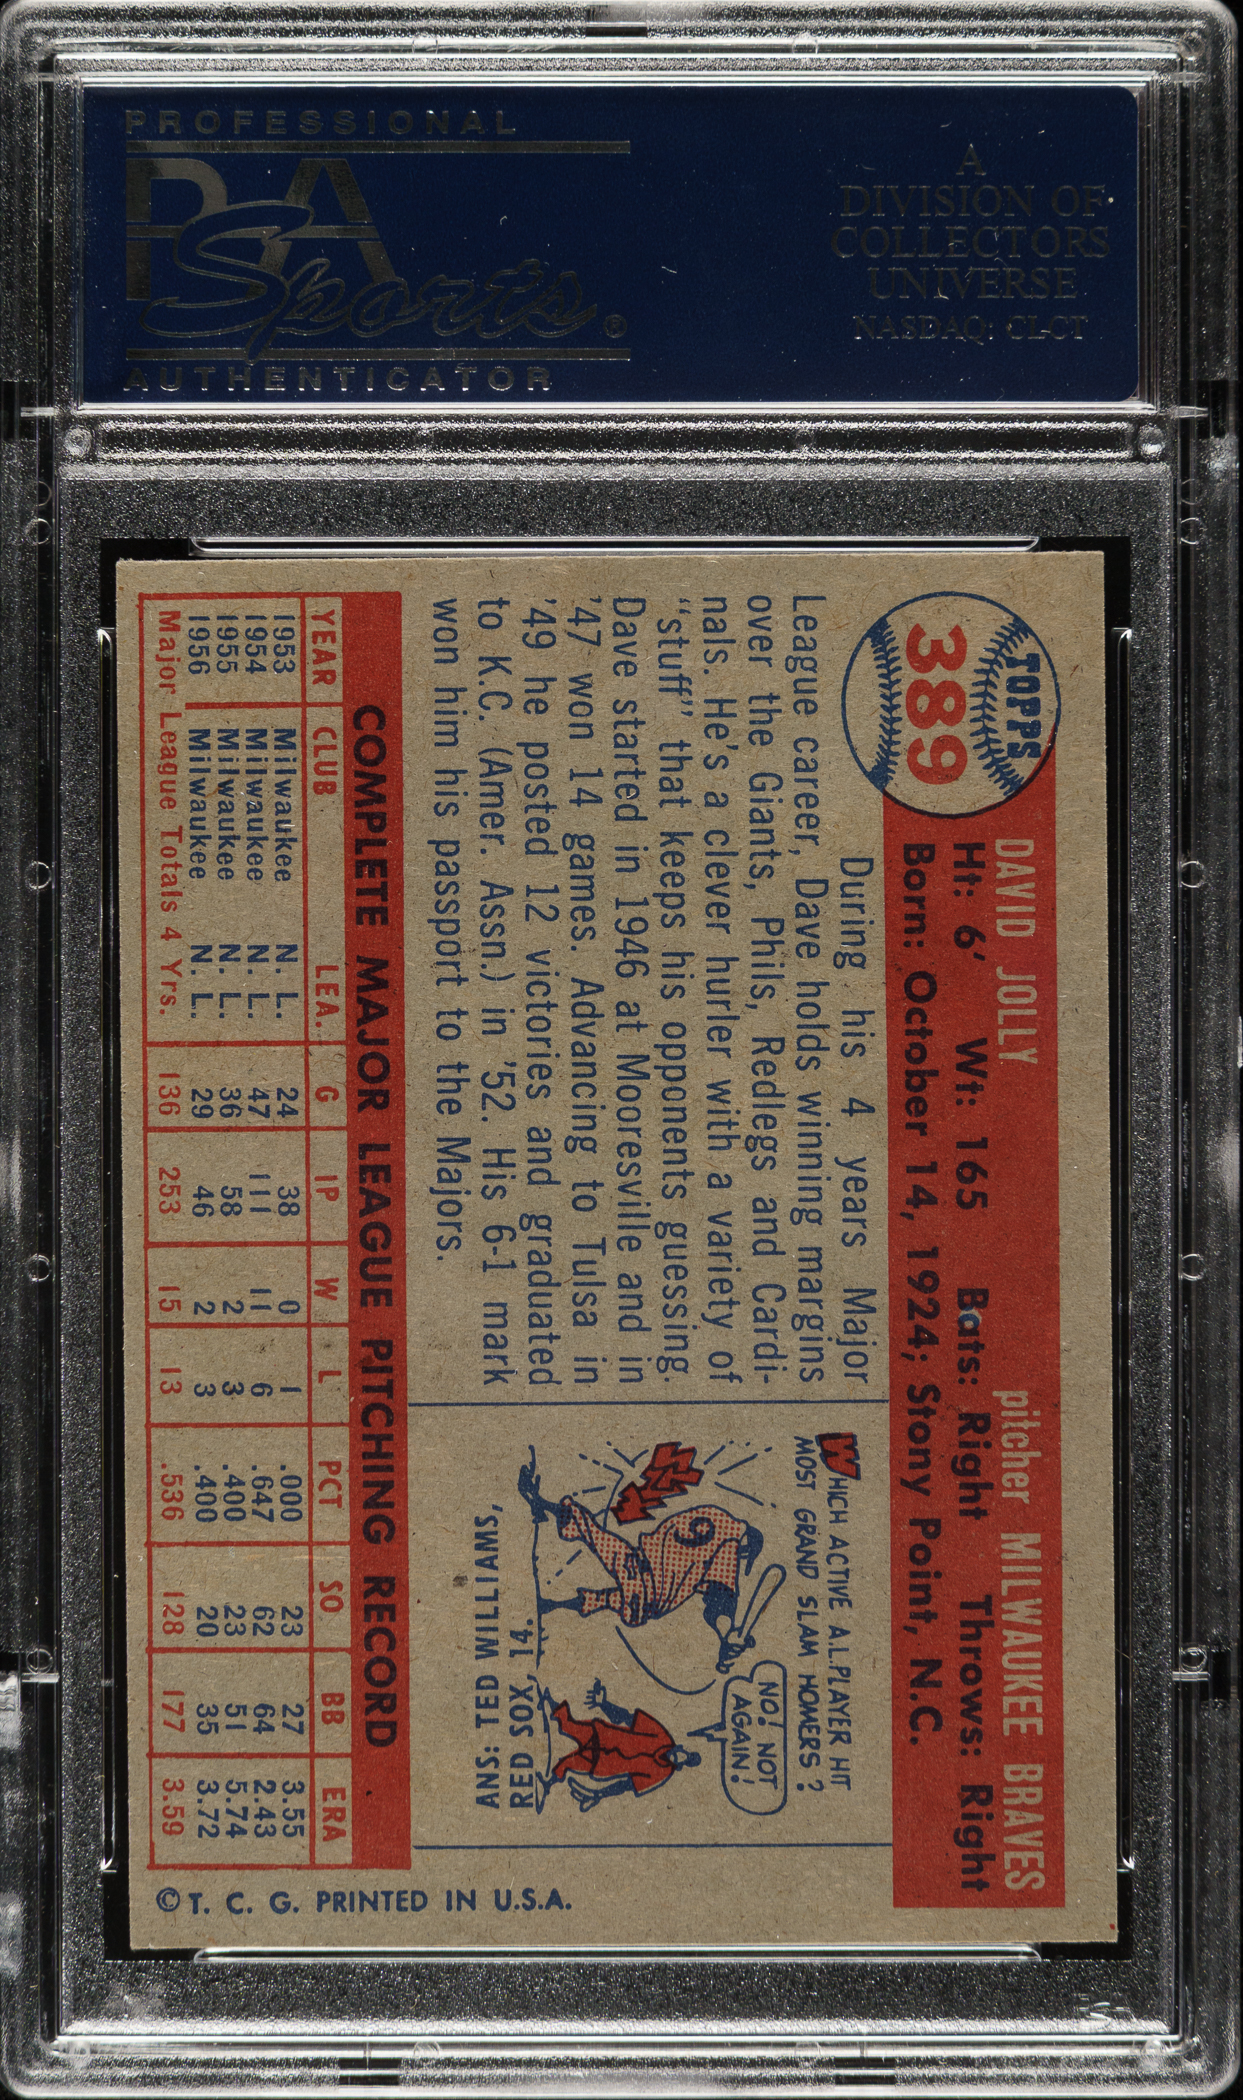 PROFESSIONAL
PSA
Sports®
AUTHENTICATOR
A
DIVISION OF
COLLECTORS
UNIVERSE
NASDAQ: CLCT
TOPPS
389
DAVID JOLLY pitcher MILWAUKEE BRAVES
Ht: 6' Wt: 165 Bats: Right Throws: Right
Born: October 14, 1924; Stony Point, N.C.
During his 4 years Major
League career, Dave holds winning margins
over the Giants, Phils, Redlegs and Cardi-
nals. He's a clever hurler with a variety of
"stuff" that keeps his opponents guessing.
Dave started in 1946 at Mooresville and in
'47 won 14 games. Advancing to Tulsa in
'49 he posted 12 victories and graduated
to K.C. (Amer. Assn.) in '52. His 6-1 mark
won him his passport to the Majors.
WHICH ACTIVE A.L. PLAYER HIT
MOST GRAND SLAM HOMERS?
NO! NOT
AGAIN!
9
ANS: TED WILLIAMS,
RED SOX, 14.
COMPLETE MAJOR LEAGUE PITCHING RECORD
YEAR CLUB LEA. G IP W L PCT SO BB ERA
1953 Milwaukee N. L. 24 38 0 1 .000 23 27 3.55
1954 Milwaukee N. L. 47 111 11 6 .647 62 64 2.43
1955 Milwaukee N. L. 36 58 2 3 .400 23 51 5.74
1956 Milwaukee N. L. 29 46 2 3 .400 20 35 3.72
Major League Totals 4 Yrs. 136 253 15 13 .536 128 177 3.59
© T. C. G. PRINTED IN U.S.A.